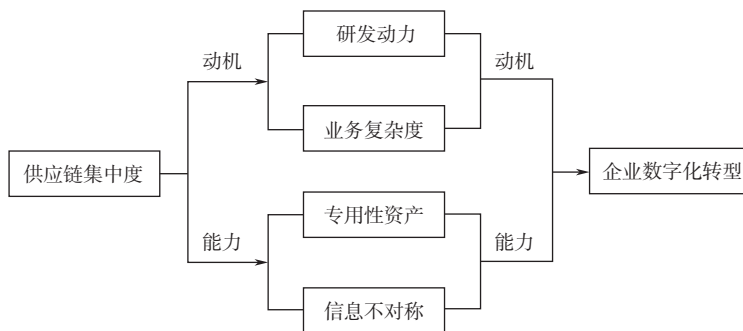 研发动力
动机
动机
业务复杂度
供应链集中度
企业数字化转型
专用性资产
能力
能力
信息不对称